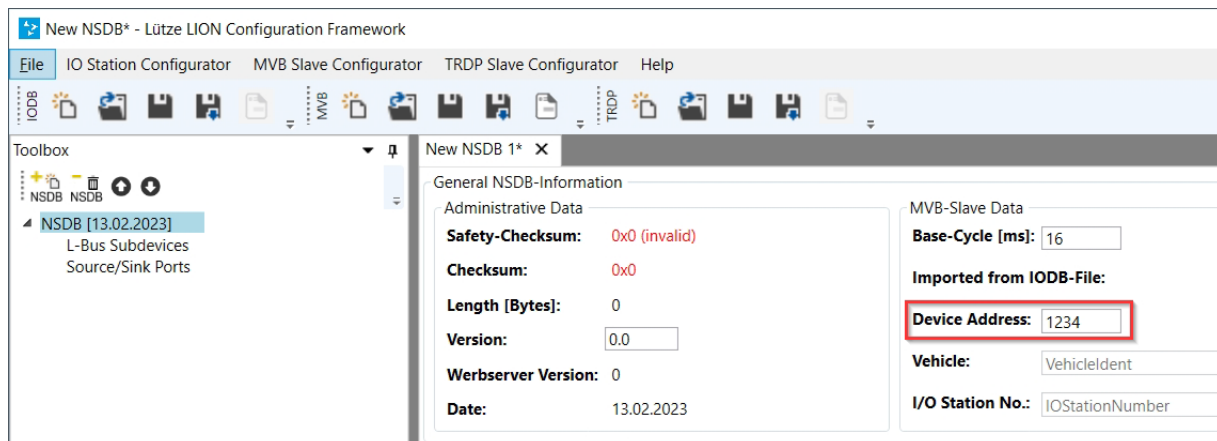 New NSDB* - Lütze LION Configuration Framework
File IO Station Configurator MVB Slave Configurator TRDP Slave Configurator Help
IODB MVB TRDP
Toolbox
NSDB NSDB
NSDB [13.02.2023]
L-Bus Subdevices
Source/Sink Ports
New NSDB 1*
General NSDB-Information
Administrative Data
Safety-Checksum: 0x0 (invalid)
Checksum: 0x0
Length [Bytes]: 0
Version: 0.0
Werbserver Version: 0
Date: 13.02.2023
MVB-Slave Data
Base-Cycle [ms]: 16
Imported from IODB-File:
Device Address: 1234
Vehicle: VehicleIdent
I/O Station No.: IOStationNumber